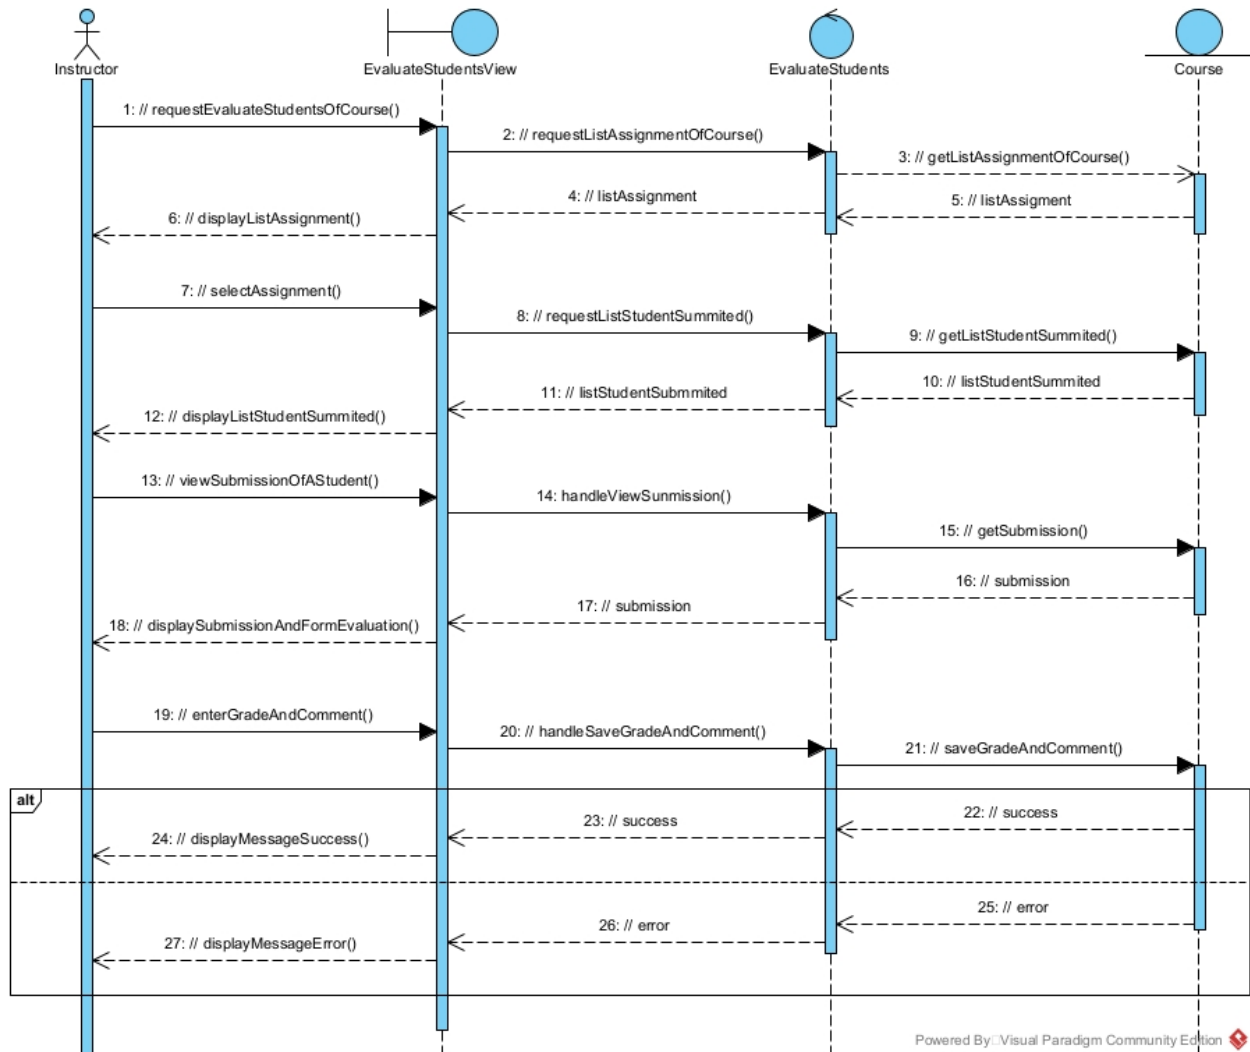 Instructor
EvaluateStudentsView
EvaluateStudents
Course
1: // requestEvaluateStudentsOfCourse()
2: // requestListAssignmentOfCourse()
3: // getListAssignmentOfCourse()
4: // listAssignment
5: // listAssigment
6: // displayListAssignment()
7: // selectAssignment()
8: // requestListStudentSummited()
9: // getListStudentSummited()
10: // listStudentSummited
11: // listStudentSubmmited
12: // displayListStudentSummited()
13: // viewSubmissionOfAStudent()
14: handleViewSunmission()
15: // getSubmission()
16: // submission
17: // submission
18: // displaySubmissionAndFormEvaluation()
19: // enterGradeAndComment()
20: // handleSaveGradeAndComment()
21: // saveGradeAndComment()
alt
22: // success
23: // success
24: // displayMessageSuccess()
25: // error
26: // error
27: // displayMessageError()
Powered By Visual Paradigm Community Edition